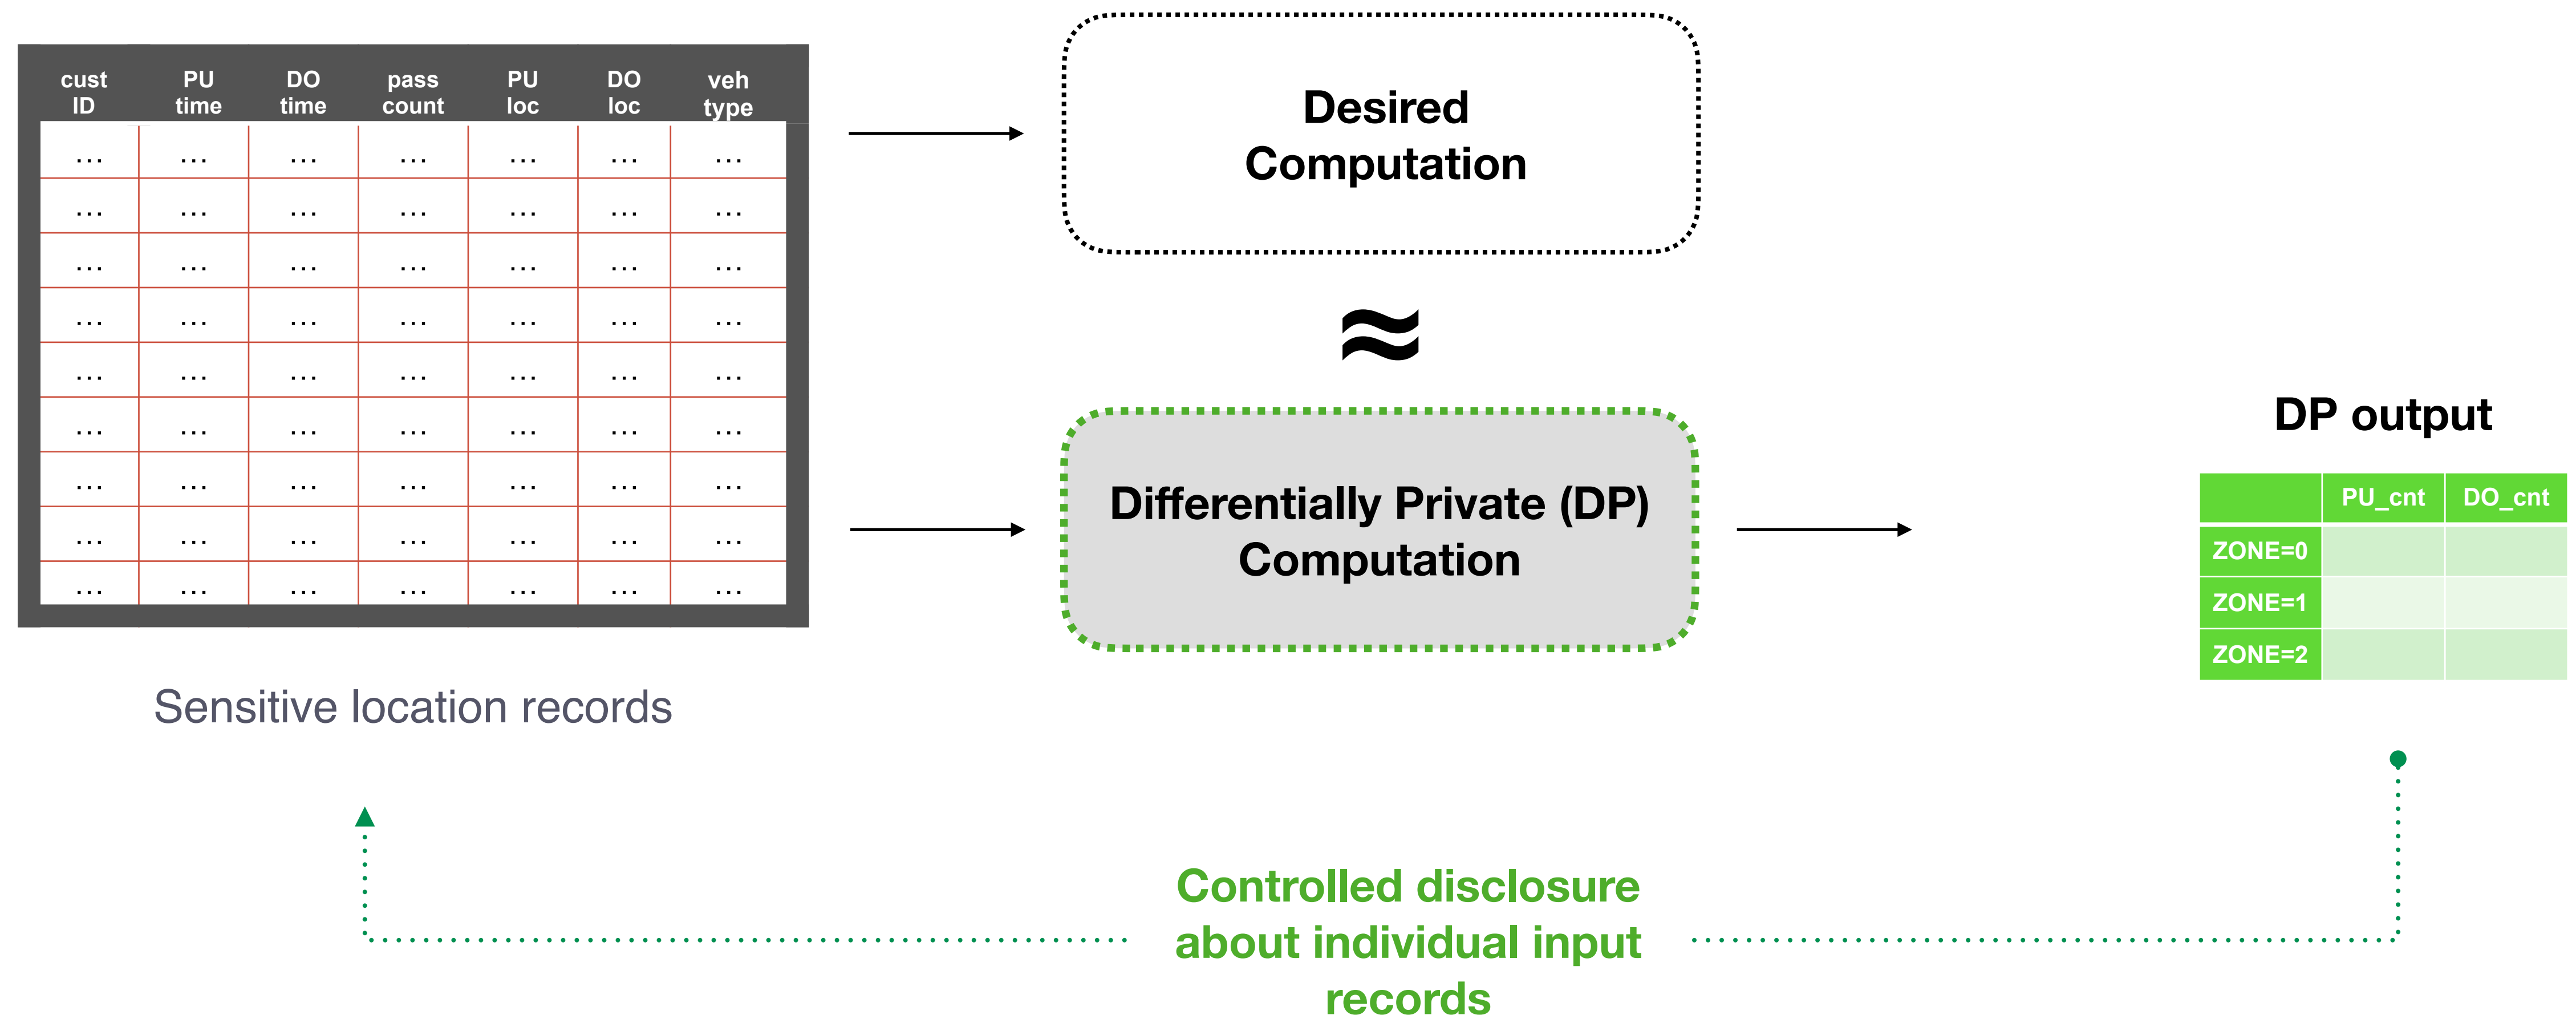 cust ID PU time DO time pass count PU loc DO loc veh type
... ... ... ... ... ... ...
... ... ... ... ... ... ...
... ... ... ... ... ... ...
... ... ... ... ... ... ...
... ... ... ... ... ... ...
... ... ... ... ... ... ...
... ... ... ... ... ... ...
... ... ... ... ... ... ...
... ... ... ... ... ... ...
Sensitive location records
Desired
Computation
≈
Differentially Private (DP)
Computation
DP output
PU_cnt DO_cnt
ZONE=0
ZONE=1
ZONE=2
Controlled disclosure
about individual input
records